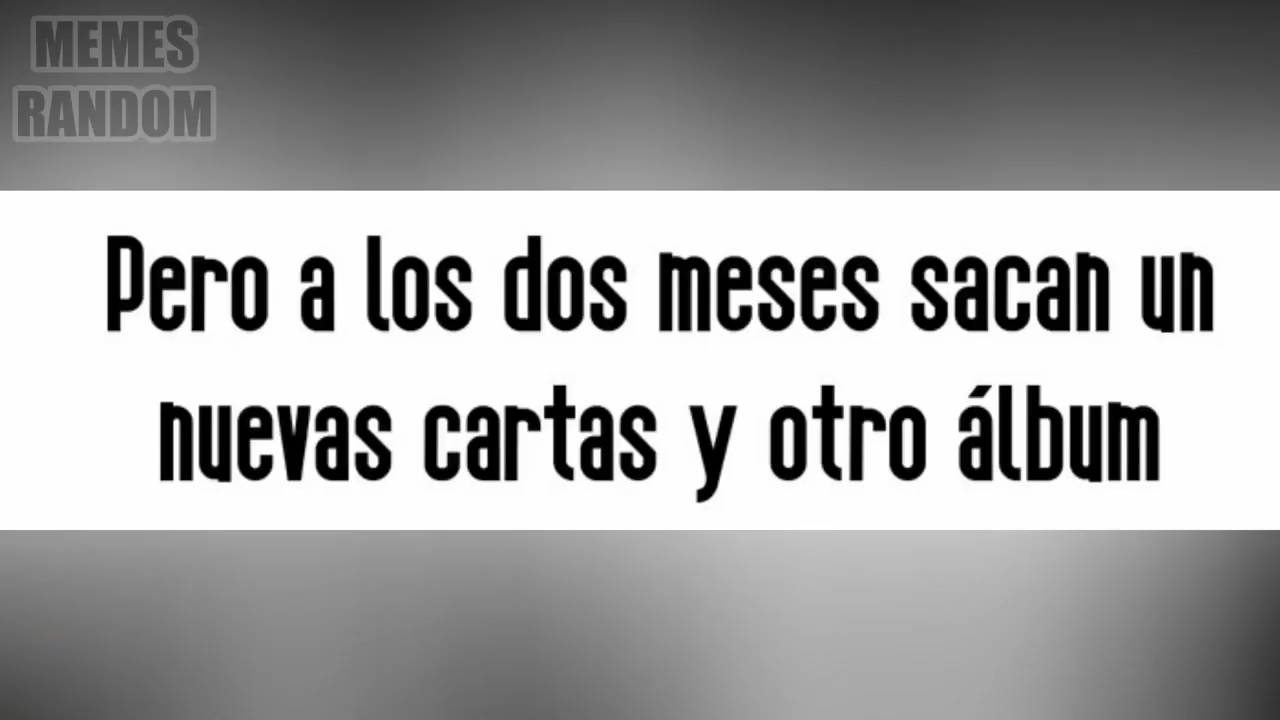 MEMES
RANDOM
Pero a los dos meses sacan un
nuevas cartas y otro álbum